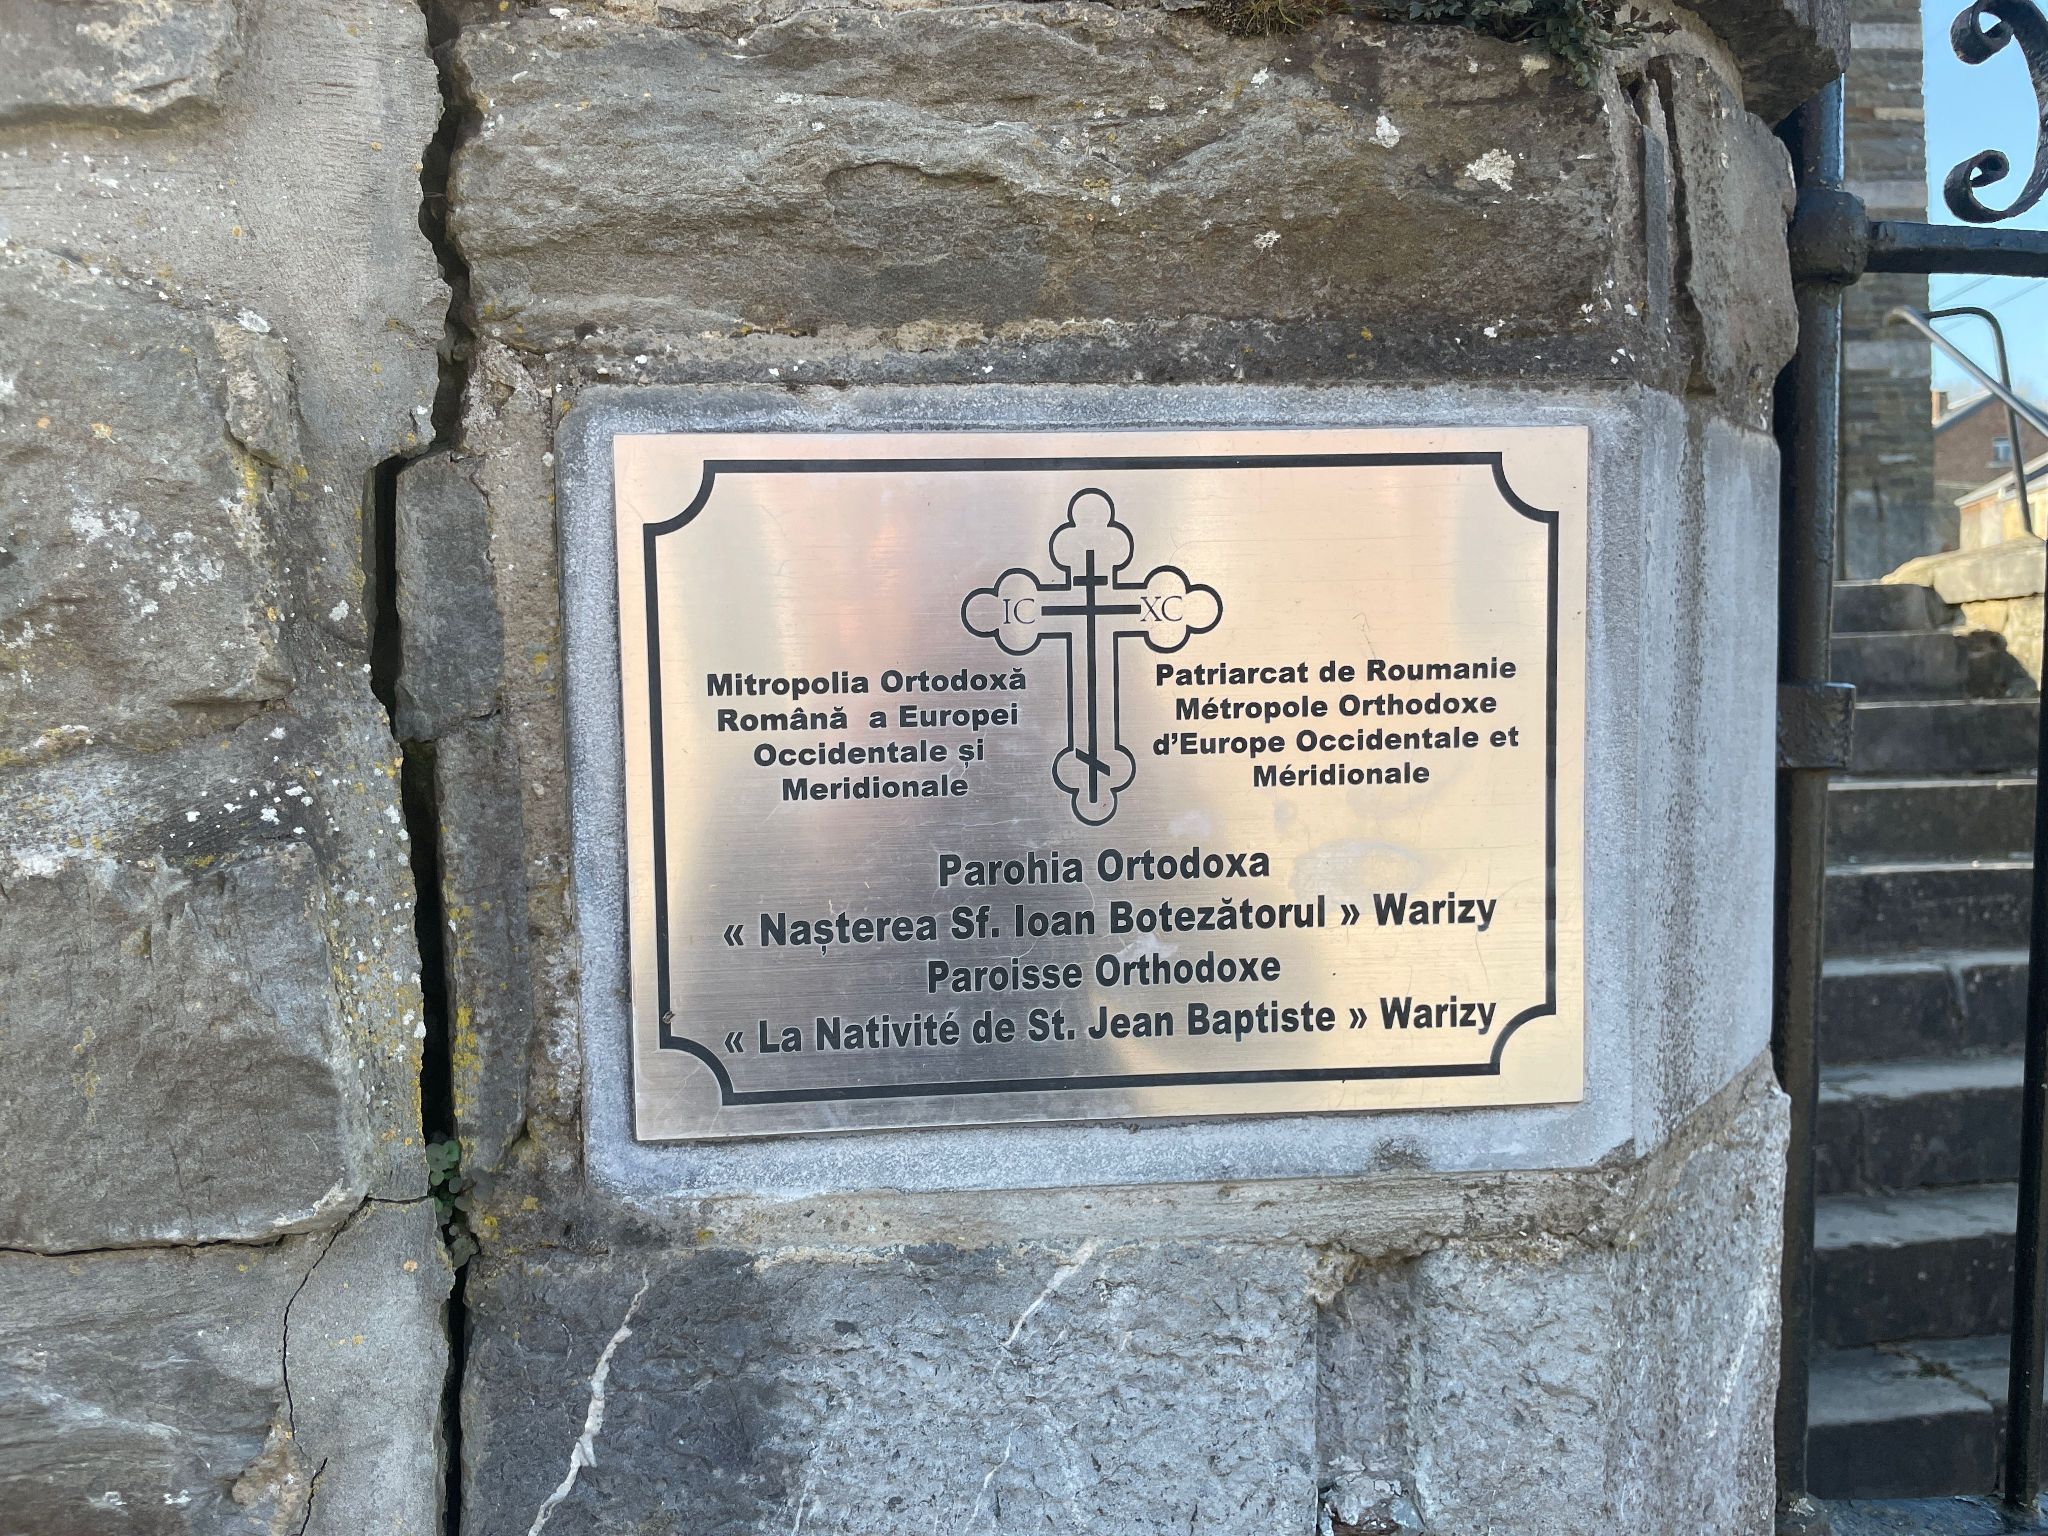 IC XC
Mitropolia Ortodoxă
Română a Europei
Occidentale și
Meridionale
Patriarcat de Roumanie
Métropole Orthodoxe
d'Europe Occidentale et
Méridionale
Parohia Ortodoxa
« Nașterea Sf. Ioan Botezătorul » Warizy
Paroisse Orthodoxe
« La Nativité de St. Jean Baptiste » Warizy